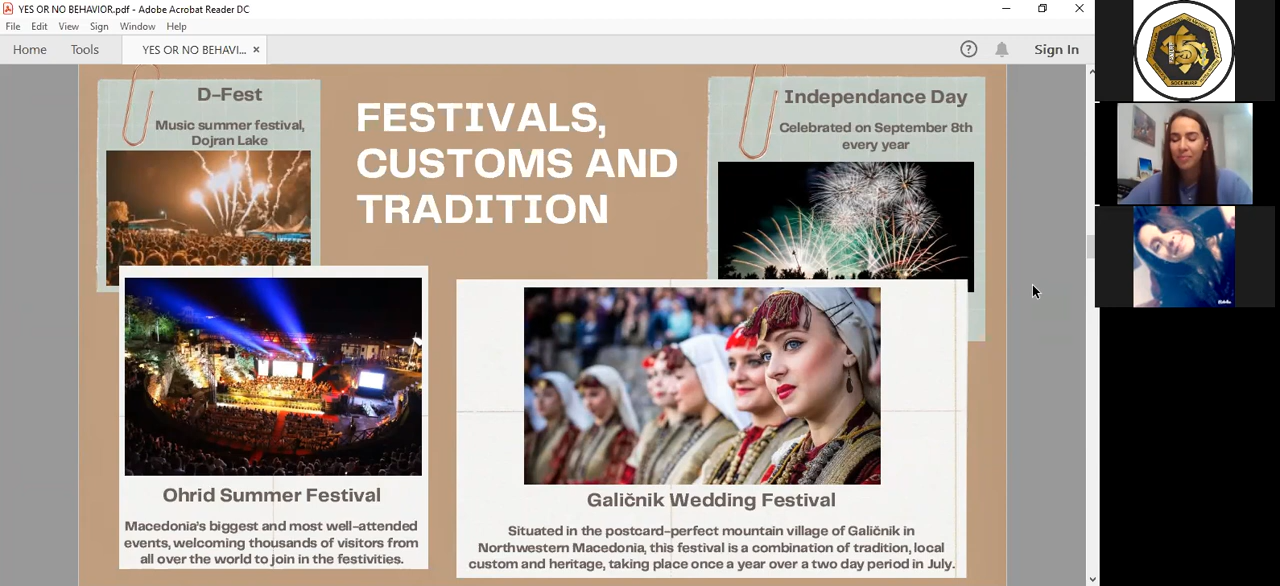 YES OR NO BEHAVIOR.pdf - Adobe Acrobat Reader DC
File Edit View Sign Window Help
Home Tools YES OR NO BEHAVI... × Sign In
D-Fest
Music summer festival,
Dojran Lake
FESTIVALS,
CUSTOMS AND
TRADITION
Independance Day
Celebrated on September 8th
every year
Ohrid Summer Festival
Macedonia's biggest and most well-attended
events, welcoming thousands of visitors from
all over the world to join in the festivities.
Galičnik Wedding Festival
Situated in the postcard-perfect mountain village of Galičnik in
Northwestern Macedonia, this festival is a combination of tradition, local
custom and heritage, taking place once a year over a two day period in July.
15